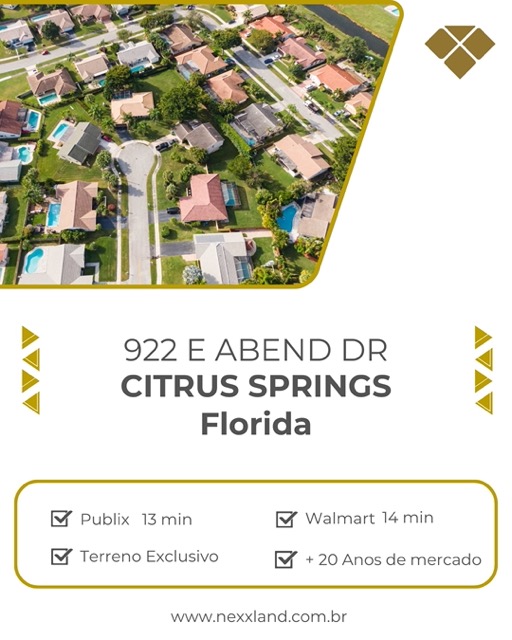 922 E ABEND DR
CITRUS SPRINGS
Florida
Publix 13 min
Walmart 14 min
Terreno Exclusivo
+ 20 Anos de mercado
www.nexxland.com.br